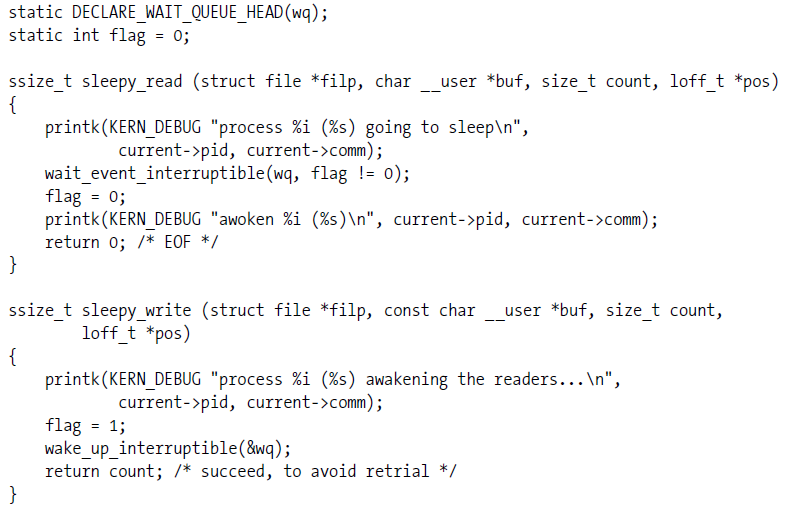 static DECLARE_WAIT_QUEUE_HEAD(wq);
static int flag = 0;
ssize_t sleepy_read (struct file *filp, char __user *buf, size_t count, loff_t *pos)
{
    printk(KERN_DEBUG "process %i (%s) going to sleep\n",
            current->pid, current->comm);
    wait_event_interruptible(wq, flag != 0);
    flag = 0;
    printk(KERN_DEBUG "awoken %i (%s)\n", current->pid, current->comm);
    return 0; /* EOF */
}
ssize_t sleepy_write (struct file *filp, const char __user *buf, size_t count,
        loff_t *pos)
{
    printk(KERN_DEBUG "process %i (%s) awakening the readers...\n",
            current->pid, current->comm);
    flag = 1;
    wake_up_interruptible(&wq);
    return count; /* succeed, to avoid retrial */
}